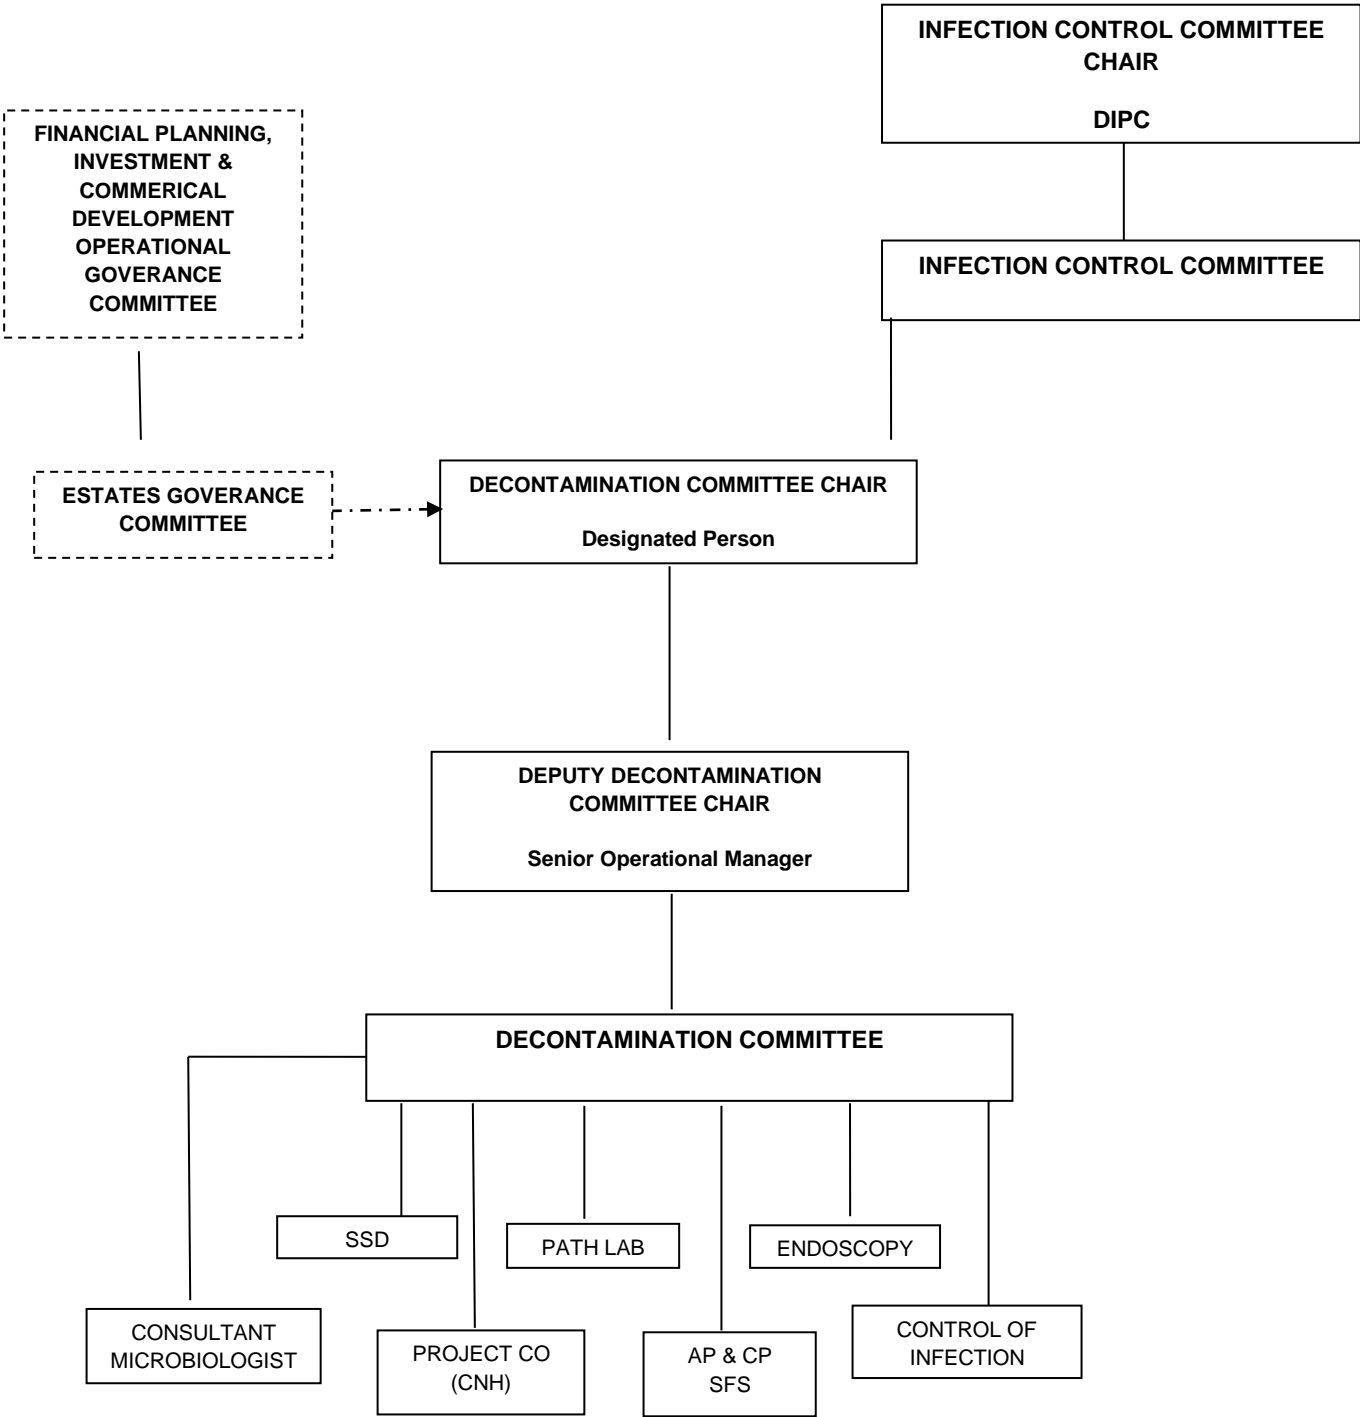 INFECTION CONTROL COMMITTEE
CHAIR
DIPC
FINANCIAL PLANNING,
INVESTMENT &
COMMERICAL
DEVELOPMENT
OPERATIONAL
GOVERANCE
COMMITTEE
INFECTION CONTROL COMMITTEE
ESTATES GOVERANCE
COMMITTEE
DECONTAMINATION COMMITTEE CHAIR
Designated Person
DEPUTY DECONTAMINATION
COMMITTEE CHAIR
Senior Operational Manager
DECONTAMINATION COMMITTEE
SSD
PATH LAB
ENDOSCOPY
CONSULTANT
MICROBIOLOGIST
PROJECT CO
(CNH)
AP & CP
SFS
CONTROL OF
INFECTION